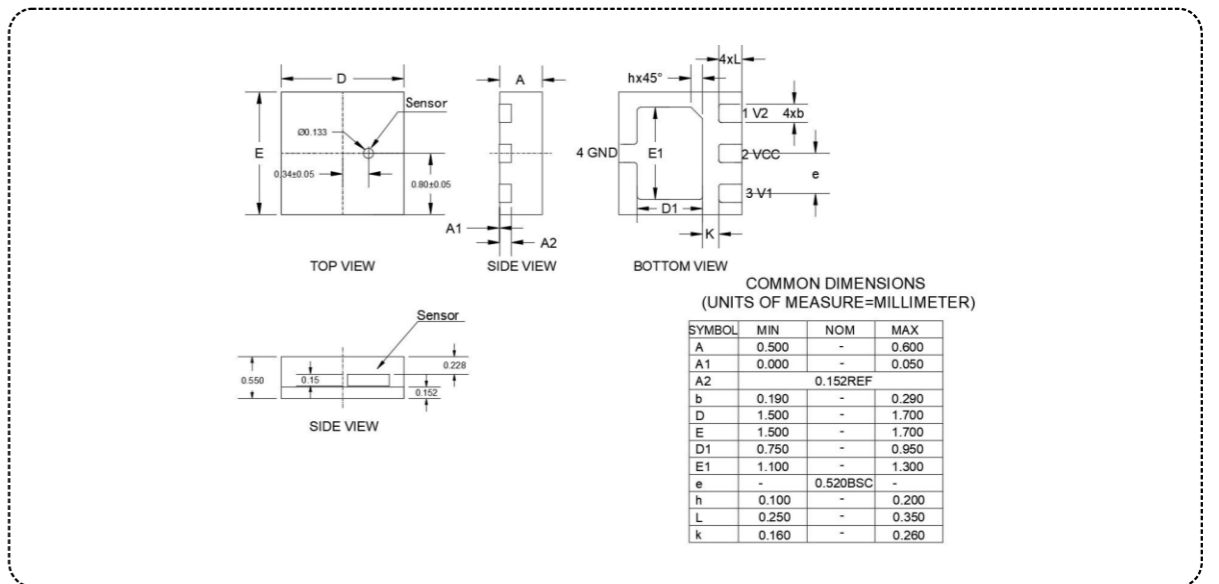 D
Sensor
Ø0.133
E
0.34±0.05
0.80±0.05
TOP VIEW
A
A1
A2
SIDE VIEW
4xL
hx45°
1 V2
4xb
4 GND
E1
2 VCC
e
3 V1
D1
K
BOTTOM VIEW
Sensor
0.550
0.15
0.228
0.152
SIDE VIEW
COMMON DIMENSIONS
(UNITS OF MEASURE=MILLIMETER)
SYMBOL MIN NOM MAX
A 0.500 - 0.600
A1 0.000 - 0.050
A2 0.152REF
b 0.190 - 0.290
D 1.500 - 1.700
E 1.500 - 1.700
D1 0.750 - 0.950
E1 1.100 - 1.300
e - 0.520BSC -
h 0.100 - 0.200
L 0.250 - 0.350
k 0.160 - 0.260